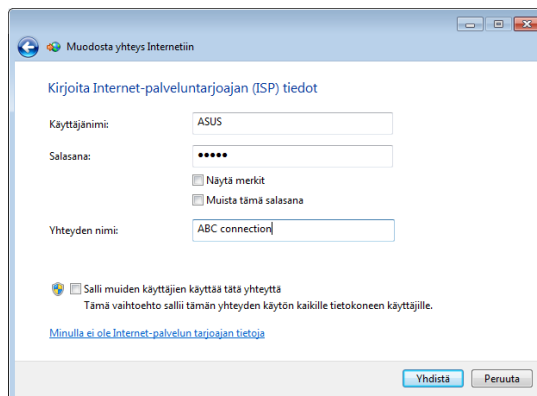 Muodosta yhteys Internetiin
Kirjoita Internet-palveluntarjoajan (ISP) tiedot
Käyttäjänimi: ASUS
Salasana: •••••
Näytä merkit
Muista tämä salasana
Yhteyden nimi: ABC connection
Salli muiden käyttäjien käyttää tätä yhteyttä
Tämä vaihtoehto sallii tämän yhteyden käytön kaikille tietokoneen käyttäjille.
Minulla ei ole Internet-palvelun tarjoajan tietoja
Yhdistä Peruuta